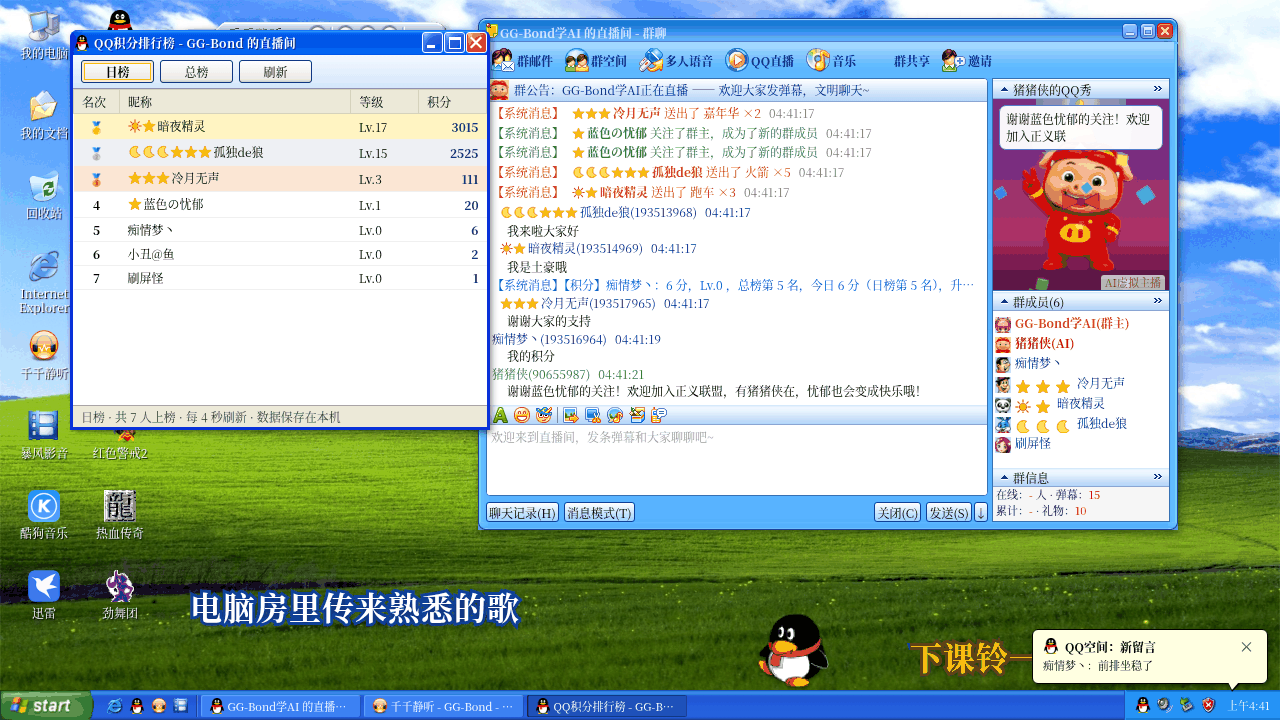 我的电脑
我的文档
回收站
Internet
Explorer
千千静听
暴风影音
红色警戒2
酷狗音乐
热血传奇
迅雷
劲舞团
QQ积分排行榜 - GG-Bond 的直播间
日榜 总榜 刷新
名次 昵称 等级 积分
暗夜精灵 Lv.17 3015
孤独de狼 Lv.15 2525
冷月无声 Lv.3 111
4 蓝色の忧郁 Lv.1 20
5 痴情梦丶 Lv.0 6
6 小丑@鱼 Lv.0 2
7 刷屏怪 Lv.0 1
日榜 · 共 7 人上榜 · 每 4 秒刷新 · 数据保存在本机
GG-Bond学AI 的直播间 - 群聊
群邮件 群空间 多人语音 QQ直播 音乐 群共享 邀请
群公告: GG-Bond学AI正在直播 —— 欢迎大家发弹幕，文明聊天~
【系统消息】 冷月无声 送出了 嘉年华 ×2 04:41:17
【系统消息】 蓝色の忧郁 关注了群主，成为了新的群成员 04:41:17
【系统消息】 蓝色の忧郁 关注了群主，成为了新的群成员 04:41:17
【系统消息】 孤独de狼 送出了 火箭 ×5 04:41:17
【系统消息】 暗夜精灵 送出了 跑车 ×3 04:41:17
孤独de狼(193513968) 04:41:17
我来啦大家好
暗夜精灵(193514969) 04:41:17
我是土豪哦
【系统消息】【积分】痴情梦丶: 6 分，Lv.0 ，总榜第 5 名，今日 6 分（日榜第 5 名），升…
冷月无声(193517965) 04:41:17
谢谢大家的支持
痴情梦丶(193516964) 04:41:19
我的积分
猪猪侠(90655987) 04:41:21
谢谢蓝色忧郁的关注！欢迎加入正义联盟，有猪猪侠在，忧郁也会变成快乐哦！
欢迎来到直播间，发条弹幕和大家聊聊吧~
聊天记录(H) 消息模式(T) 关闭(C) 发送(S) ↓
猪猪侠的QQ秀
谢谢蓝色忧郁的关注！欢迎
加入正义联
AI虚拟主播
群成员(6)
GG-Bond学AI(群主)
猪猪侠(AI)
痴情梦丶
冷月无声
暗夜精灵
孤独de狼
刷屏怪
群信息
在线: - 人 · 弹幕: 15
累计: - · 礼物: 10
电脑房里传来熟悉的歌
下课铃一
QQ空间：新留言
痴情梦丶: 前排坐稳了
start
GG-Bond学AI 的直播…
千千静听 - GG-Bond - …
QQ积分排行榜 - GG-B…
上午4:41